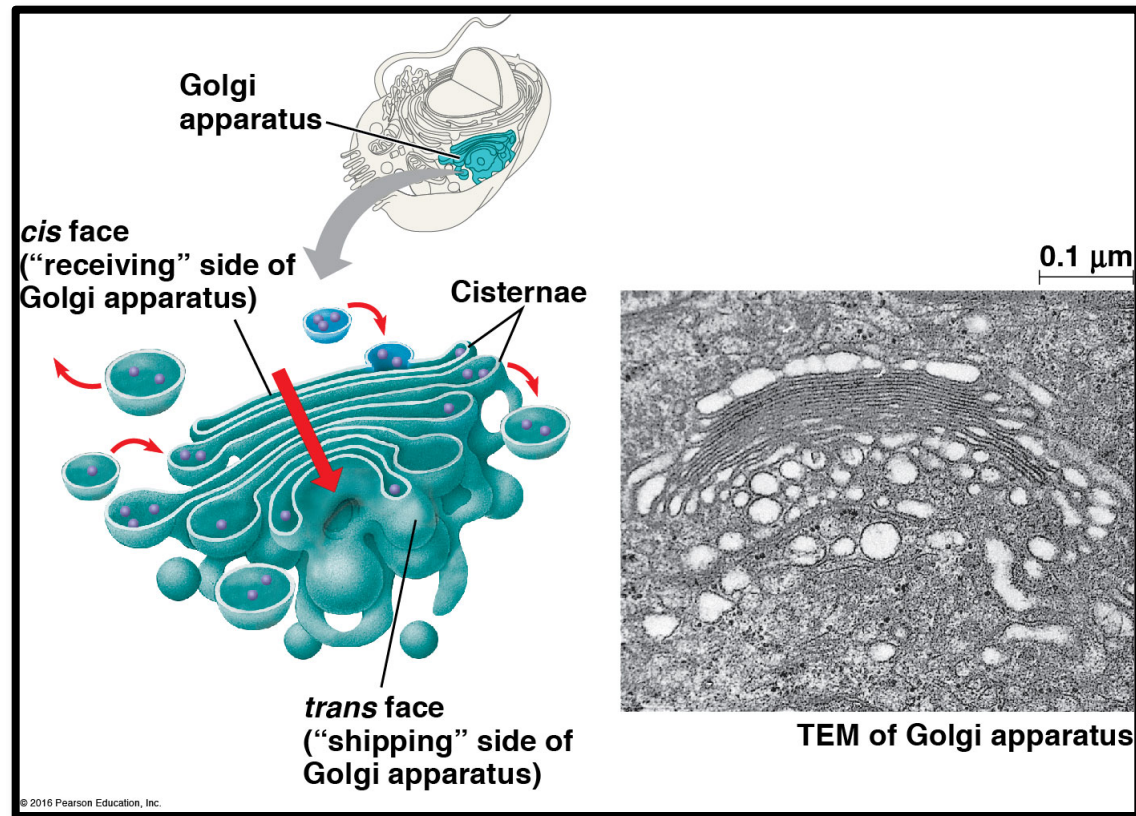 Golgi
apparatus
cis face
(“receiving” side of
Golgi apparatus)
Cisternae
0.1 μm
trans face
(“shipping” side of
Golgi apparatus)
TEM of Golgi apparatus
© 2016 Pearson Education, Inc.